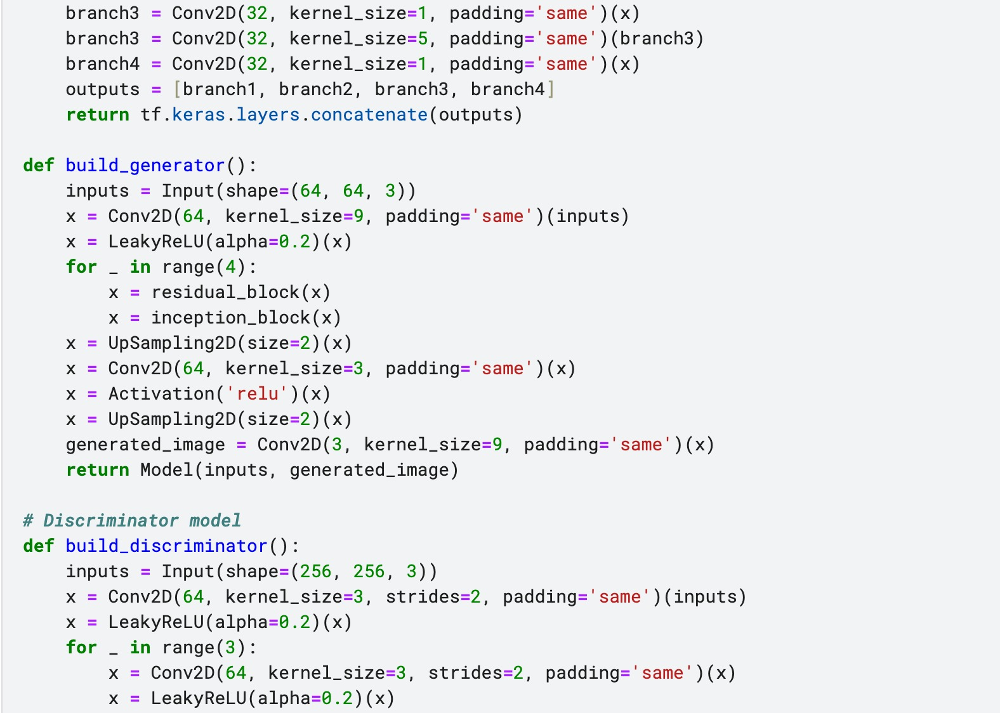 branch3 = Conv2D(32, kernel_size=1, padding='same')(x)
    branch3 = Conv2D(32, kernel_size=5, padding='same')(branch3)
    branch4 = Conv2D(32, kernel_size=1, padding='same')(x)
    outputs = [branch1, branch2, branch3, branch4]
    return tf.keras.layers.concatenate(outputs)

def build_generator():
    inputs = Input(shape=(64, 64, 3))
    x = Conv2D(64, kernel_size=9, padding='same')(inputs)
    x = LeakyReLU(alpha=0.2)(x)
    for _ in range(4):
        x = residual_block(x)
        x = inception_block(x)
    x = UpSampling2D(size=2)(x)
    x = Conv2D(64, kernel_size=3, padding='same')(x)
    x = Activation('relu')(x)
    x = UpSampling2D(size=2)(x)
    generated_image = Conv2D(3, kernel_size=9, padding='same')(x)
    return Model(inputs, generated_image)

# Discriminator model
def build_discriminator():
    inputs = Input(shape=(256, 256, 3))
    x = Conv2D(64, kernel_size=3, strides=2, padding='same')(inputs)
    x = LeakyReLU(alpha=0.2)(x)
    for _ in range(3):
        x = Conv2D(64, kernel_size=3, strides=2, padding='same')(x)
        x = LeakyReLU(alpha=0.2)(x)